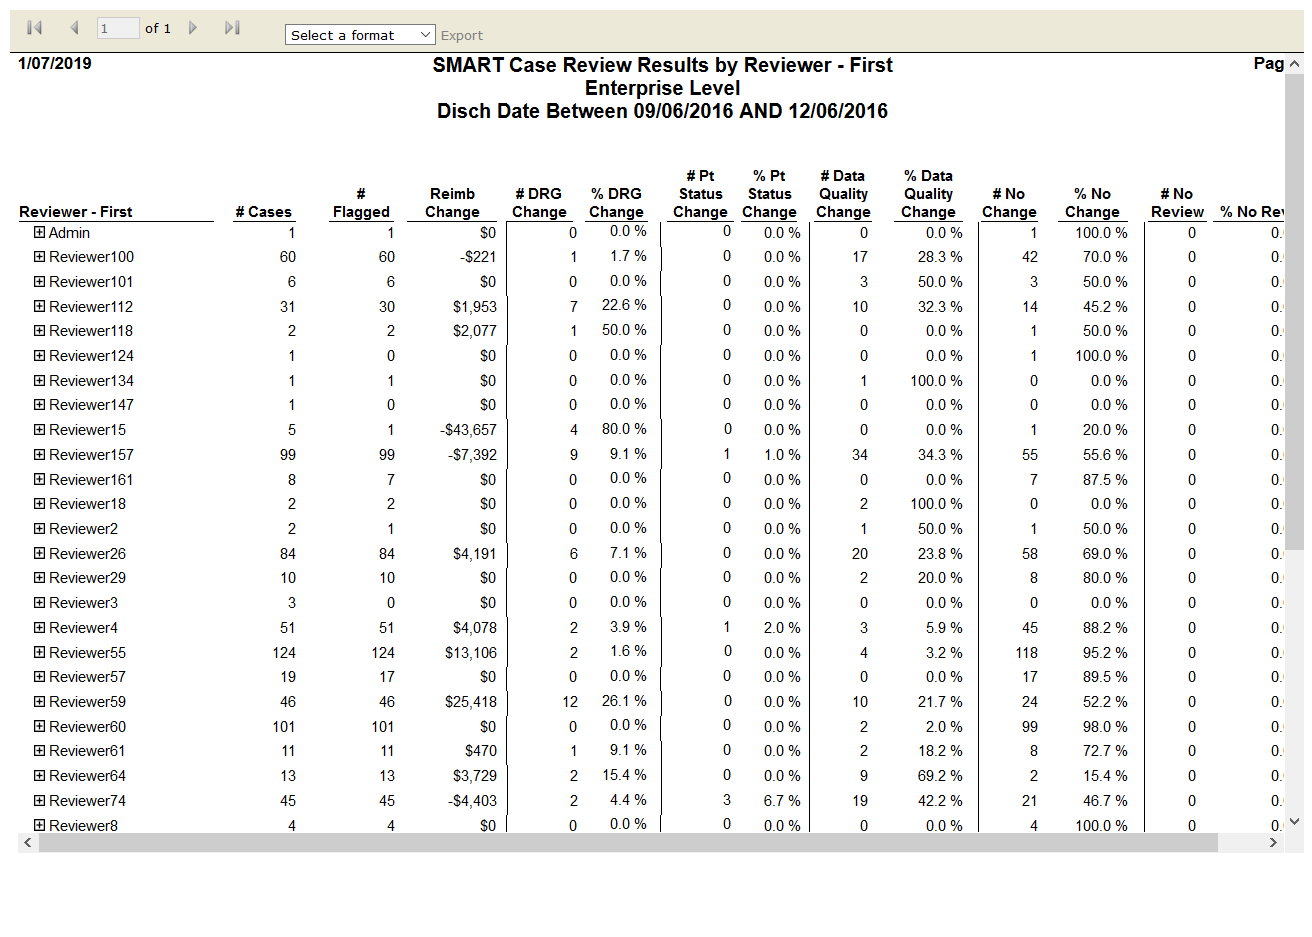 1 of 1 Select a format Export
1/07/2019 SMART Case Review Results by Reviewer - First Pag
Enterprise Level
Disch Date Between 09/06/2016 AND 12/06/2016
# Pt % Pt # Data % Data
# Reimb # DRG % DRG Status Status Quality Quality # No % No # No
Reviewer - First # Cases Flagged Change Change Change Change Change Change Change Change Change Review % No Rev
Admin 1 1 $0 0 0.0 % 0 0.0 % 0 0.0 % 1 100.0 % 0 0.
Reviewer100 60 60 -$221 1 1.7 % 0 0.0 % 17 28.3 % 42 70.0 % 0 0.
Reviewer101 6 6 $0 0 0.0 % 0 0.0 % 3 50.0 % 3 50.0 % 0 0.
Reviewer112 31 30 $1,953 7 22.6 % 0 0.0 % 10 32.3 % 14 45.2 % 0 0.
Reviewer118 2 2 $2,077 1 50.0 % 0 0.0 % 0 0.0 % 1 50.0 % 0 0.
Reviewer124 1 0 $0 0 0.0 % 0 0.0 % 0 0.0 % 1 100.0 % 0 0.
Reviewer134 1 1 $0 0 0.0 % 0 0.0 % 1 100.0 % 0 0.0 % 0 0.
Reviewer147 1 0 $0 0 0.0 % 0 0.0 % 0 0.0 % 0 0.0 % 0 0.
Reviewer15 5 1 -$43,657 4 80.0 % 0 0.0 % 0 0.0 % 1 20.0 % 0 0.
Reviewer157 99 99 -$7,392 9 9.1 % 1 1.0 % 34 34.3 % 55 55.6 % 0 0.
Reviewer161 8 7 $0 0 0.0 % 0 0.0 % 0 0.0 % 7 87.5 % 0 0.
Reviewer18 2 2 $0 0 0.0 % 0 0.0 % 2 100.0 % 0 0.0 % 0 0.
Reviewer2 2 1 $0 0 0.0 % 0 0.0 % 1 50.0 % 1 50.0 % 0 0.
Reviewer26 84 84 $4,191 6 7.1 % 0 0.0 % 20 23.8 % 58 69.0 % 0 0.
Reviewer29 10 10 $0 0 0.0 % 0 0.0 % 2 20.0 % 8 80.0 % 0 0.
Reviewer3 3 0 $0 0 0.0 % 0 0.0 % 0 0.0 % 0 0.0 % 0 0.
Reviewer4 51 51 $4,078 2 3.9 % 1 2.0 % 3 5.9 % 45 88.2 % 0 0.
Reviewer55 124 124 $13,106 2 1.6 % 0 0.0 % 4 3.2 % 118 95.2 % 0 0.
Reviewer57 19 17 $0 0 0.0 % 0 0.0 % 0 0.0 % 17 89.5 % 0 0.
Reviewer59 46 46 $25,418 12 26.1 % 0 0.0 % 10 21.7 % 24 52.2 % 0 0.
Reviewer60 101 101 $0 0 0.0 % 0 0.0 % 2 2.0 % 99 98.0 % 0 0.
Reviewer61 11 11 $470 1 9.1 % 0 0.0 % 2 18.2 % 8 72.7 % 0 0.
Reviewer64 13 13 $3,729 2 15.4 % 0 0.0 % 9 69.2 % 2 15.4 % 0 0.
Reviewer74 45 45 -$4,403 2 4.4 % 3 6.7 % 19 42.2 % 21 46.7 % 0 0.
Reviewer8 4 4 $0 0 0.0 % 0 0.0 % 0 0.0 % 4 100.0 % 0 0.